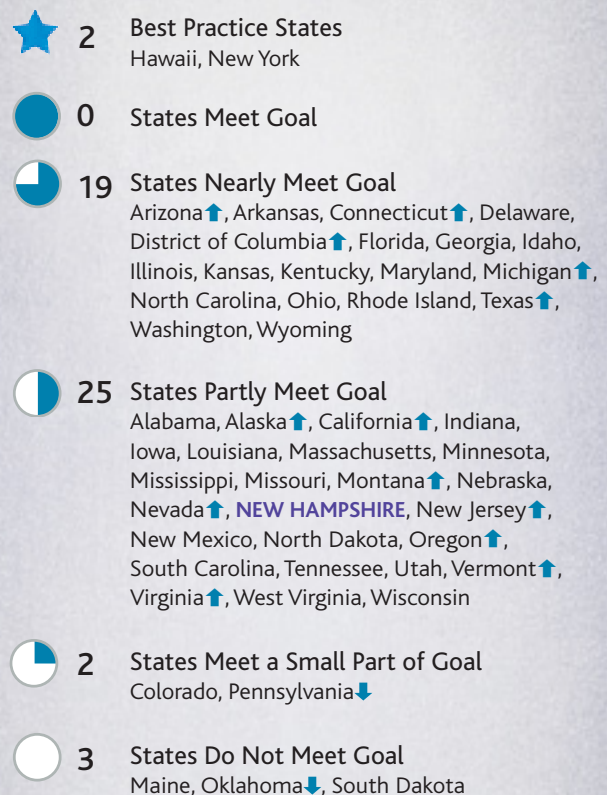 2 Best Practice States
Hawaii, New York
0 States Meet Goal
19 States Nearly Meet Goal
Arizona⬆, Arkansas, Connecticut⬆, Delaware,
District of Columbia⬆, Florida, Georgia, Idaho,
Illinois, Kansas, Kentucky, Maryland, Michigan⬆,
North Carolina, Ohio, Rhode Island, Texas⬆,
Washington, Wyoming
25 States Partly Meet Goal
Alabama, Alaska⬆, California⬆, Indiana,
Iowa, Louisiana, Massachusetts, Minnesota,
Mississippi, Missouri, Montana⬆, Nebraska,
Nevada⬆, NEW HAMPSHIRE, New Jersey⬆,
New Mexico, North Dakota, Oregon⬆,
South Carolina, Tennessee, Utah, Vermont⬆,
Virginia⬆, West Virginia, Wisconsin
2 States Meet a Small Part of Goal
Colorado, Pennsylvania⬇
3 States Do Not Meet Goal
Maine, Oklahoma⬇, South Dakota